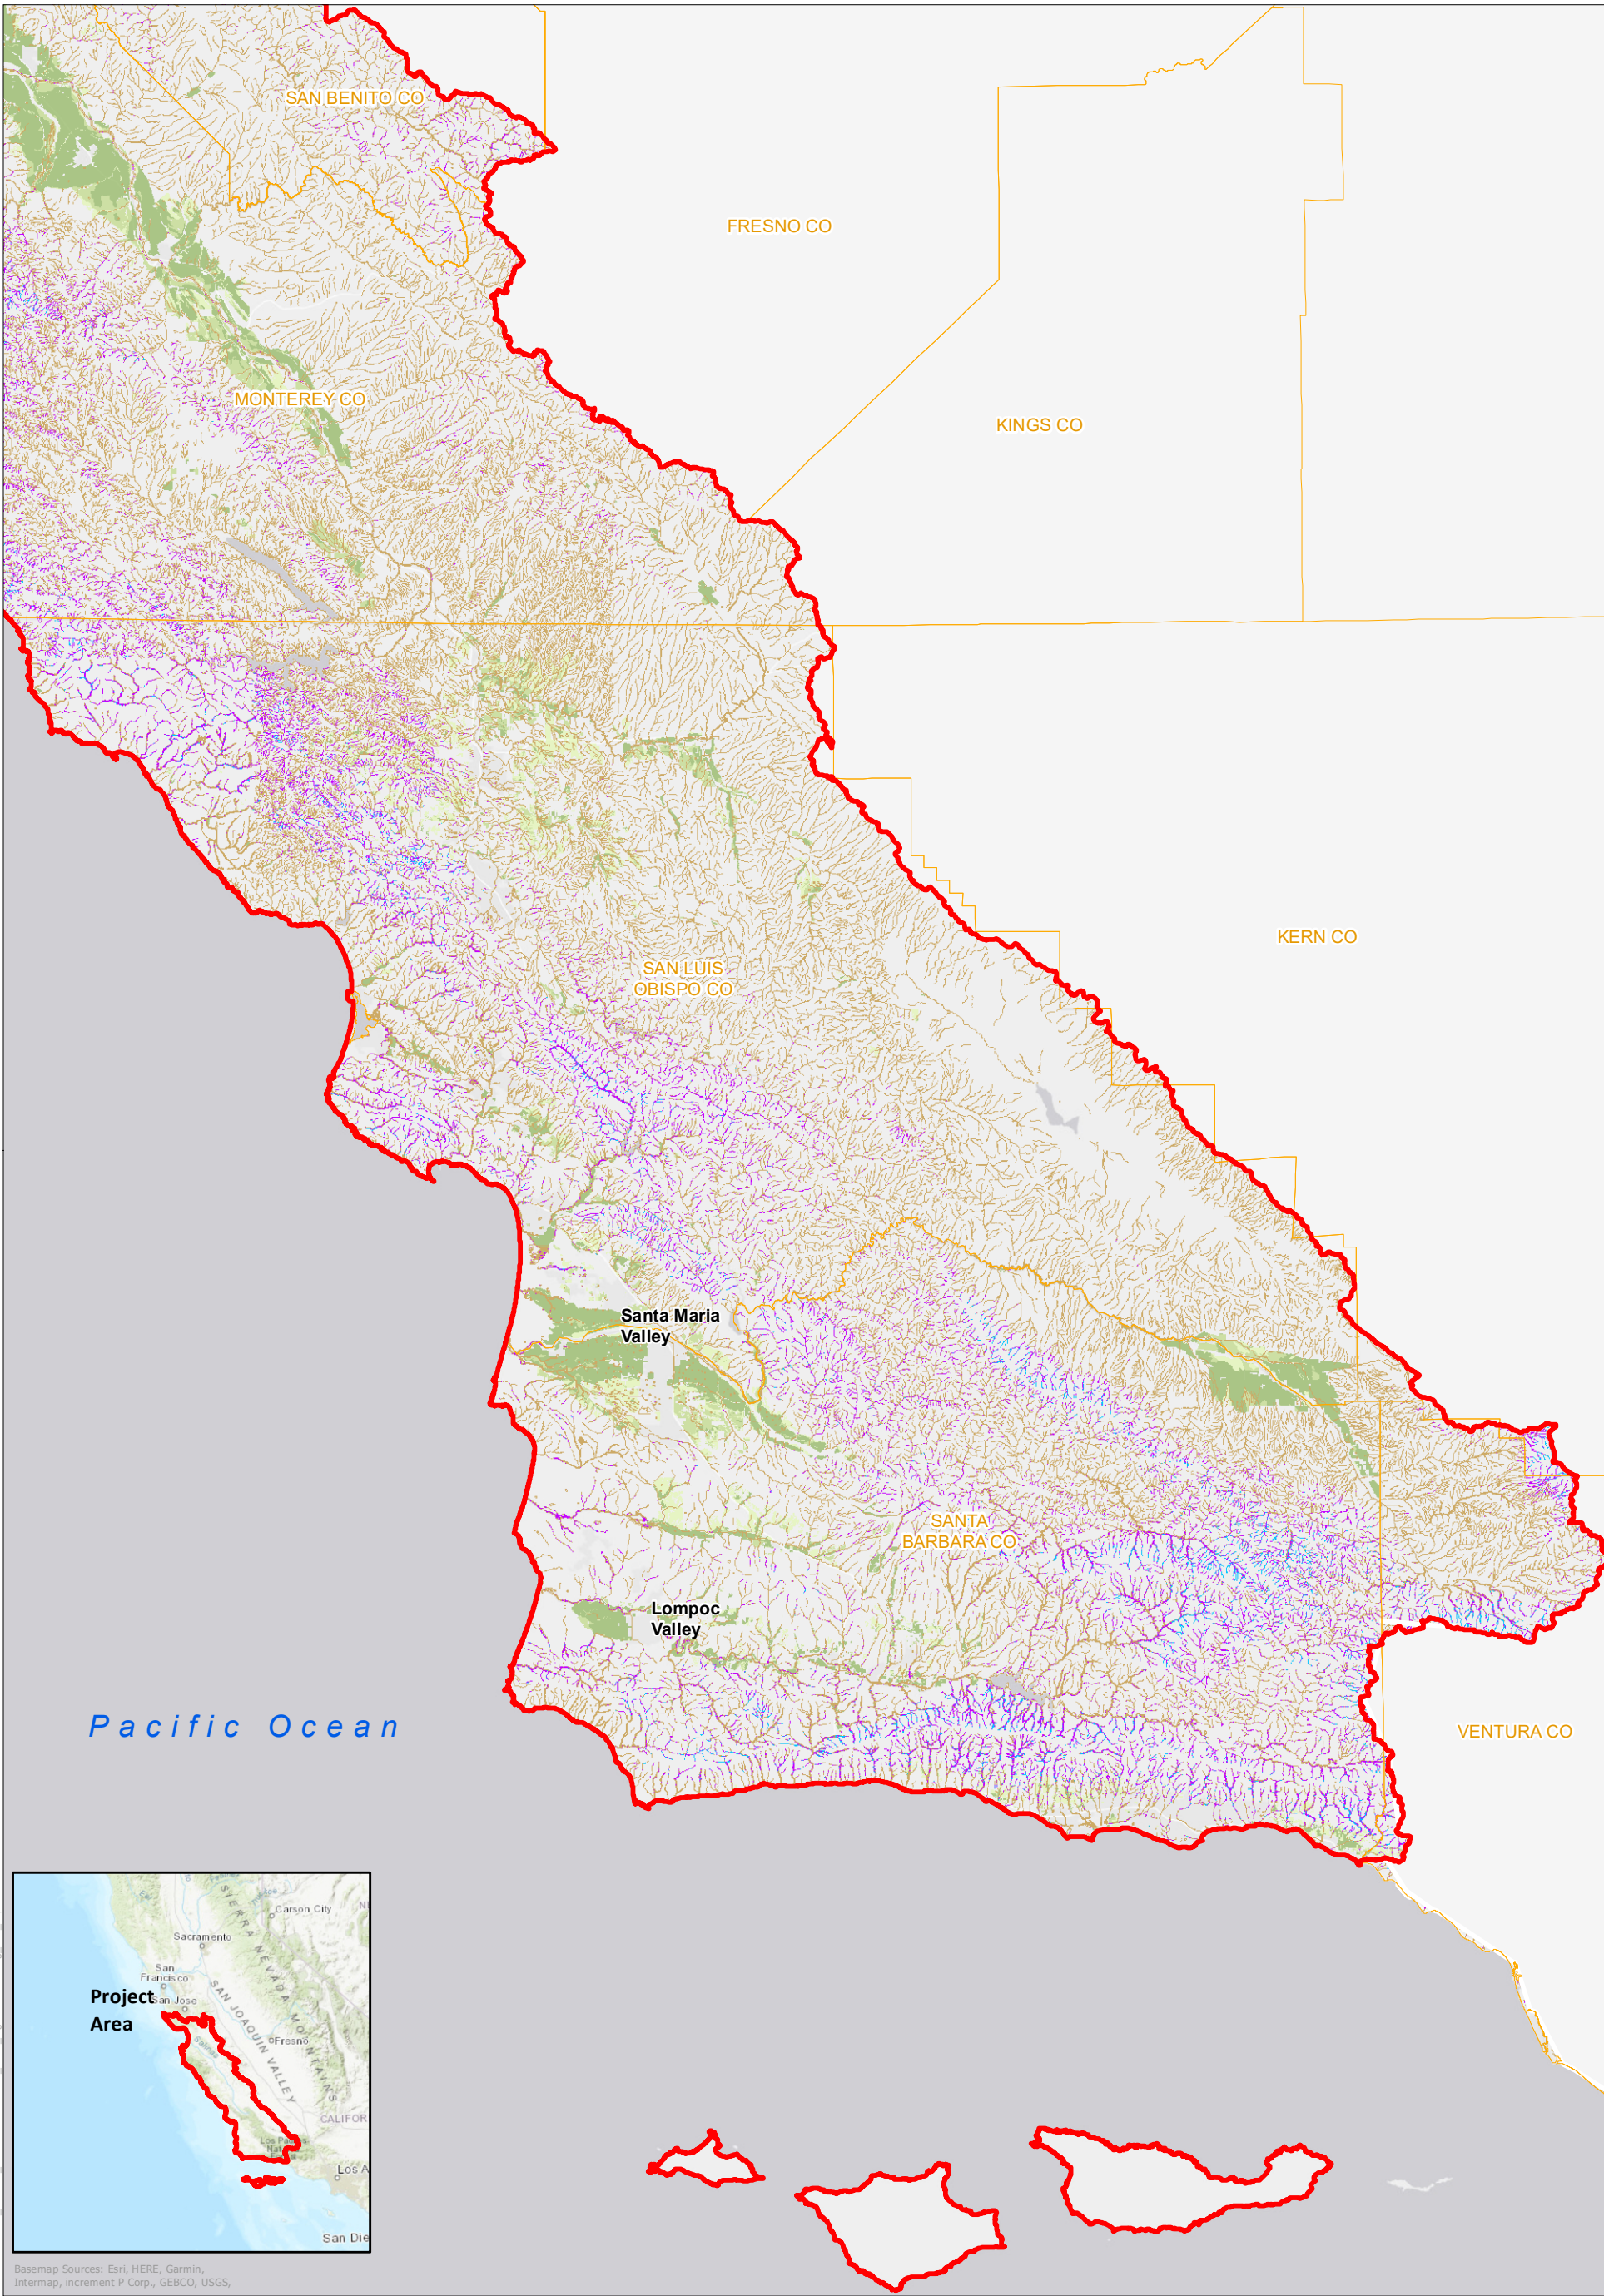 SAN BENITO CO
FRESNO CO
MONTEREY CO
KINGS CO
KERN CO
SAN LUIS
OBISPO CO
Santa Maria
Valley
SANTA
BARBARA CO
Lompoc
Valley
Pacific Ocean
VENTURA CO
Carson City
Sacramento
SIERRA NEVADA MOUNTAINS
San
Francisco
San Jose
Project
Area
SAN JOAQUIN VALLEY
Fresno
Salinas
CALIFOR
Los Padres
Los A
San Die
Basemap Sources: Esri, HERE, Garmin,
Intermap, increment P Corp., GEBCO, USGS,